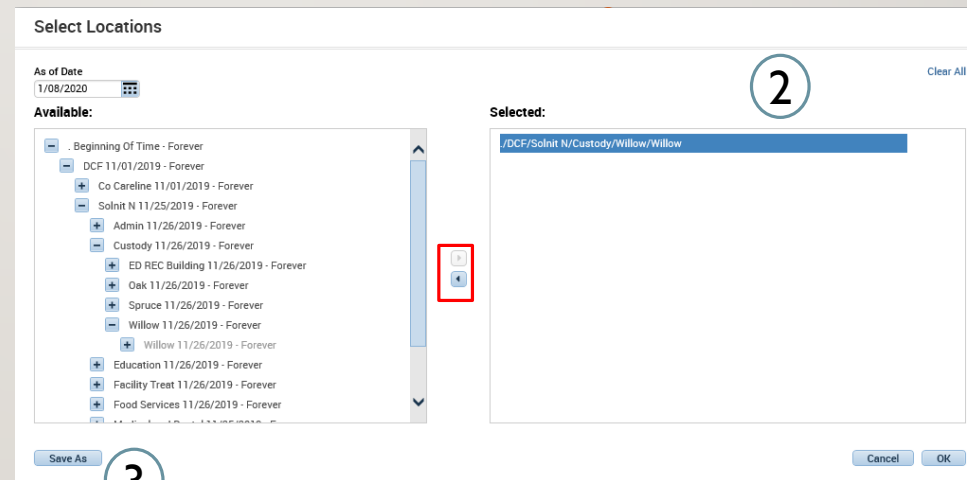 Select Locations
As of Date
1/08/2020
2
Clear All
Available:
Selected:
. Beginning Of Time - Forever
DCF 11/01/2019 - Forever
Co Careline 11/01/2019 - Forever
Solnit N 11/25/2019 - Forever
Admin 11/26/2019 - Forever
Custody 11/26/2019 - Forever
ED REC Building 11/26/2019 - Forever
Oak 11/26/2019 - Forever
Spruce 11/26/2019 - Forever
Willow 11/26/2019 - Forever
Willow 11/26/2019 - Forever
Education 11/26/2019 - Forever
Facility Treat 11/26/2019 - Forever
Food Services 11/26/2019 - Forever
./DCF/Solnit N/Custody/Willow/Willow
Save As
3
Cancel
OK